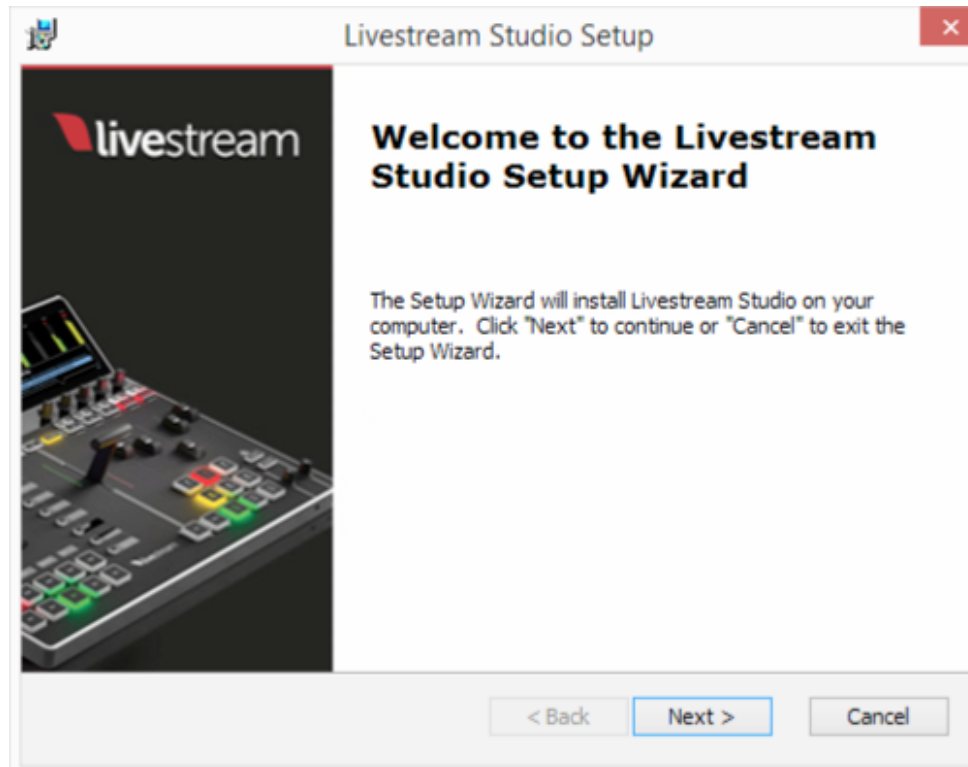 Livestream Studio Setup
livestream
Welcome to the Livestream
Studio Setup Wizard
The Setup Wizard will install Livestream Studio on your
computer. Click "Next" to continue or "Cancel" to exit the
Setup Wizard.
< Back
Next >
Cancel